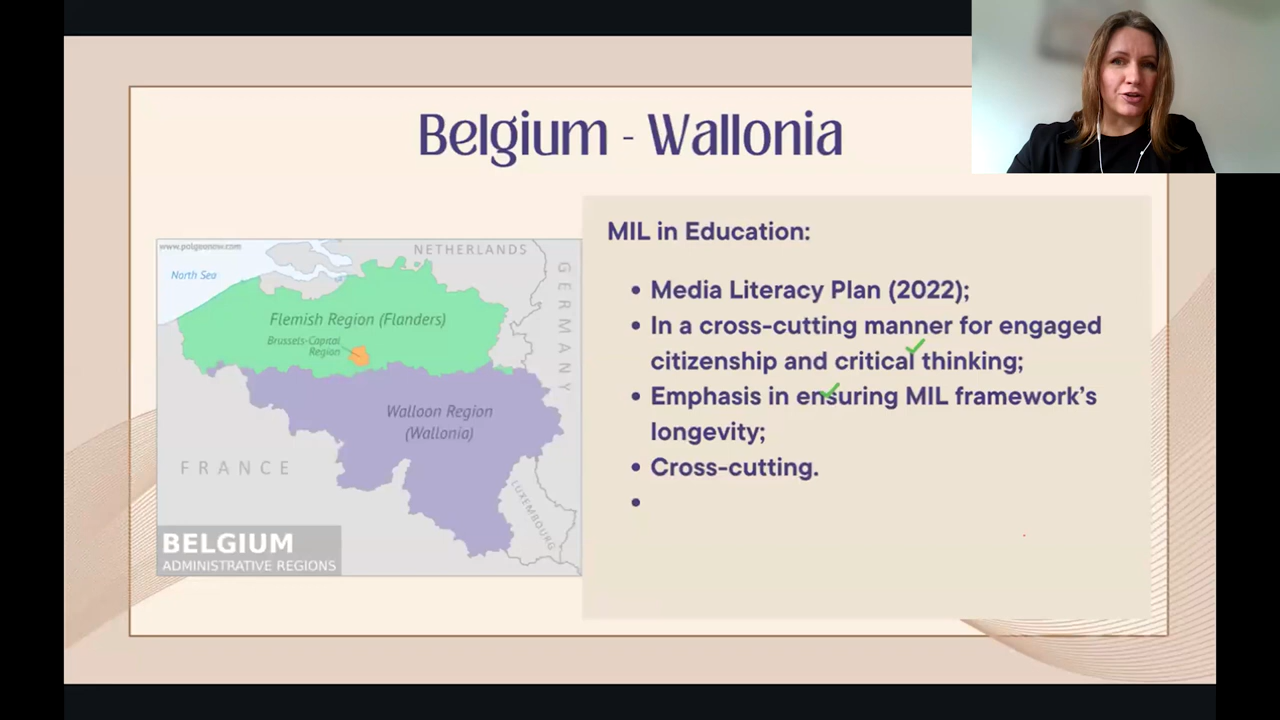 Belgium - Wallonia
www.polgeonow.com
North Sea
NETHERLANDS
GERMANY
Flemish Region (Flanders)
Brussels-Capital
Region
Walloon Region
(Wallonia)
FRANCE
LUXEMBOURG
BELGIUM
ADMINISTRATIVE REGIONS
MIL in Education:
• Media Literacy Plan (2022);
• In a cross-cutting manner for engaged
citizenship and critical thinking;
• Emphasis in ensuring MIL framework's
longevity;
• Cross-cutting.
•